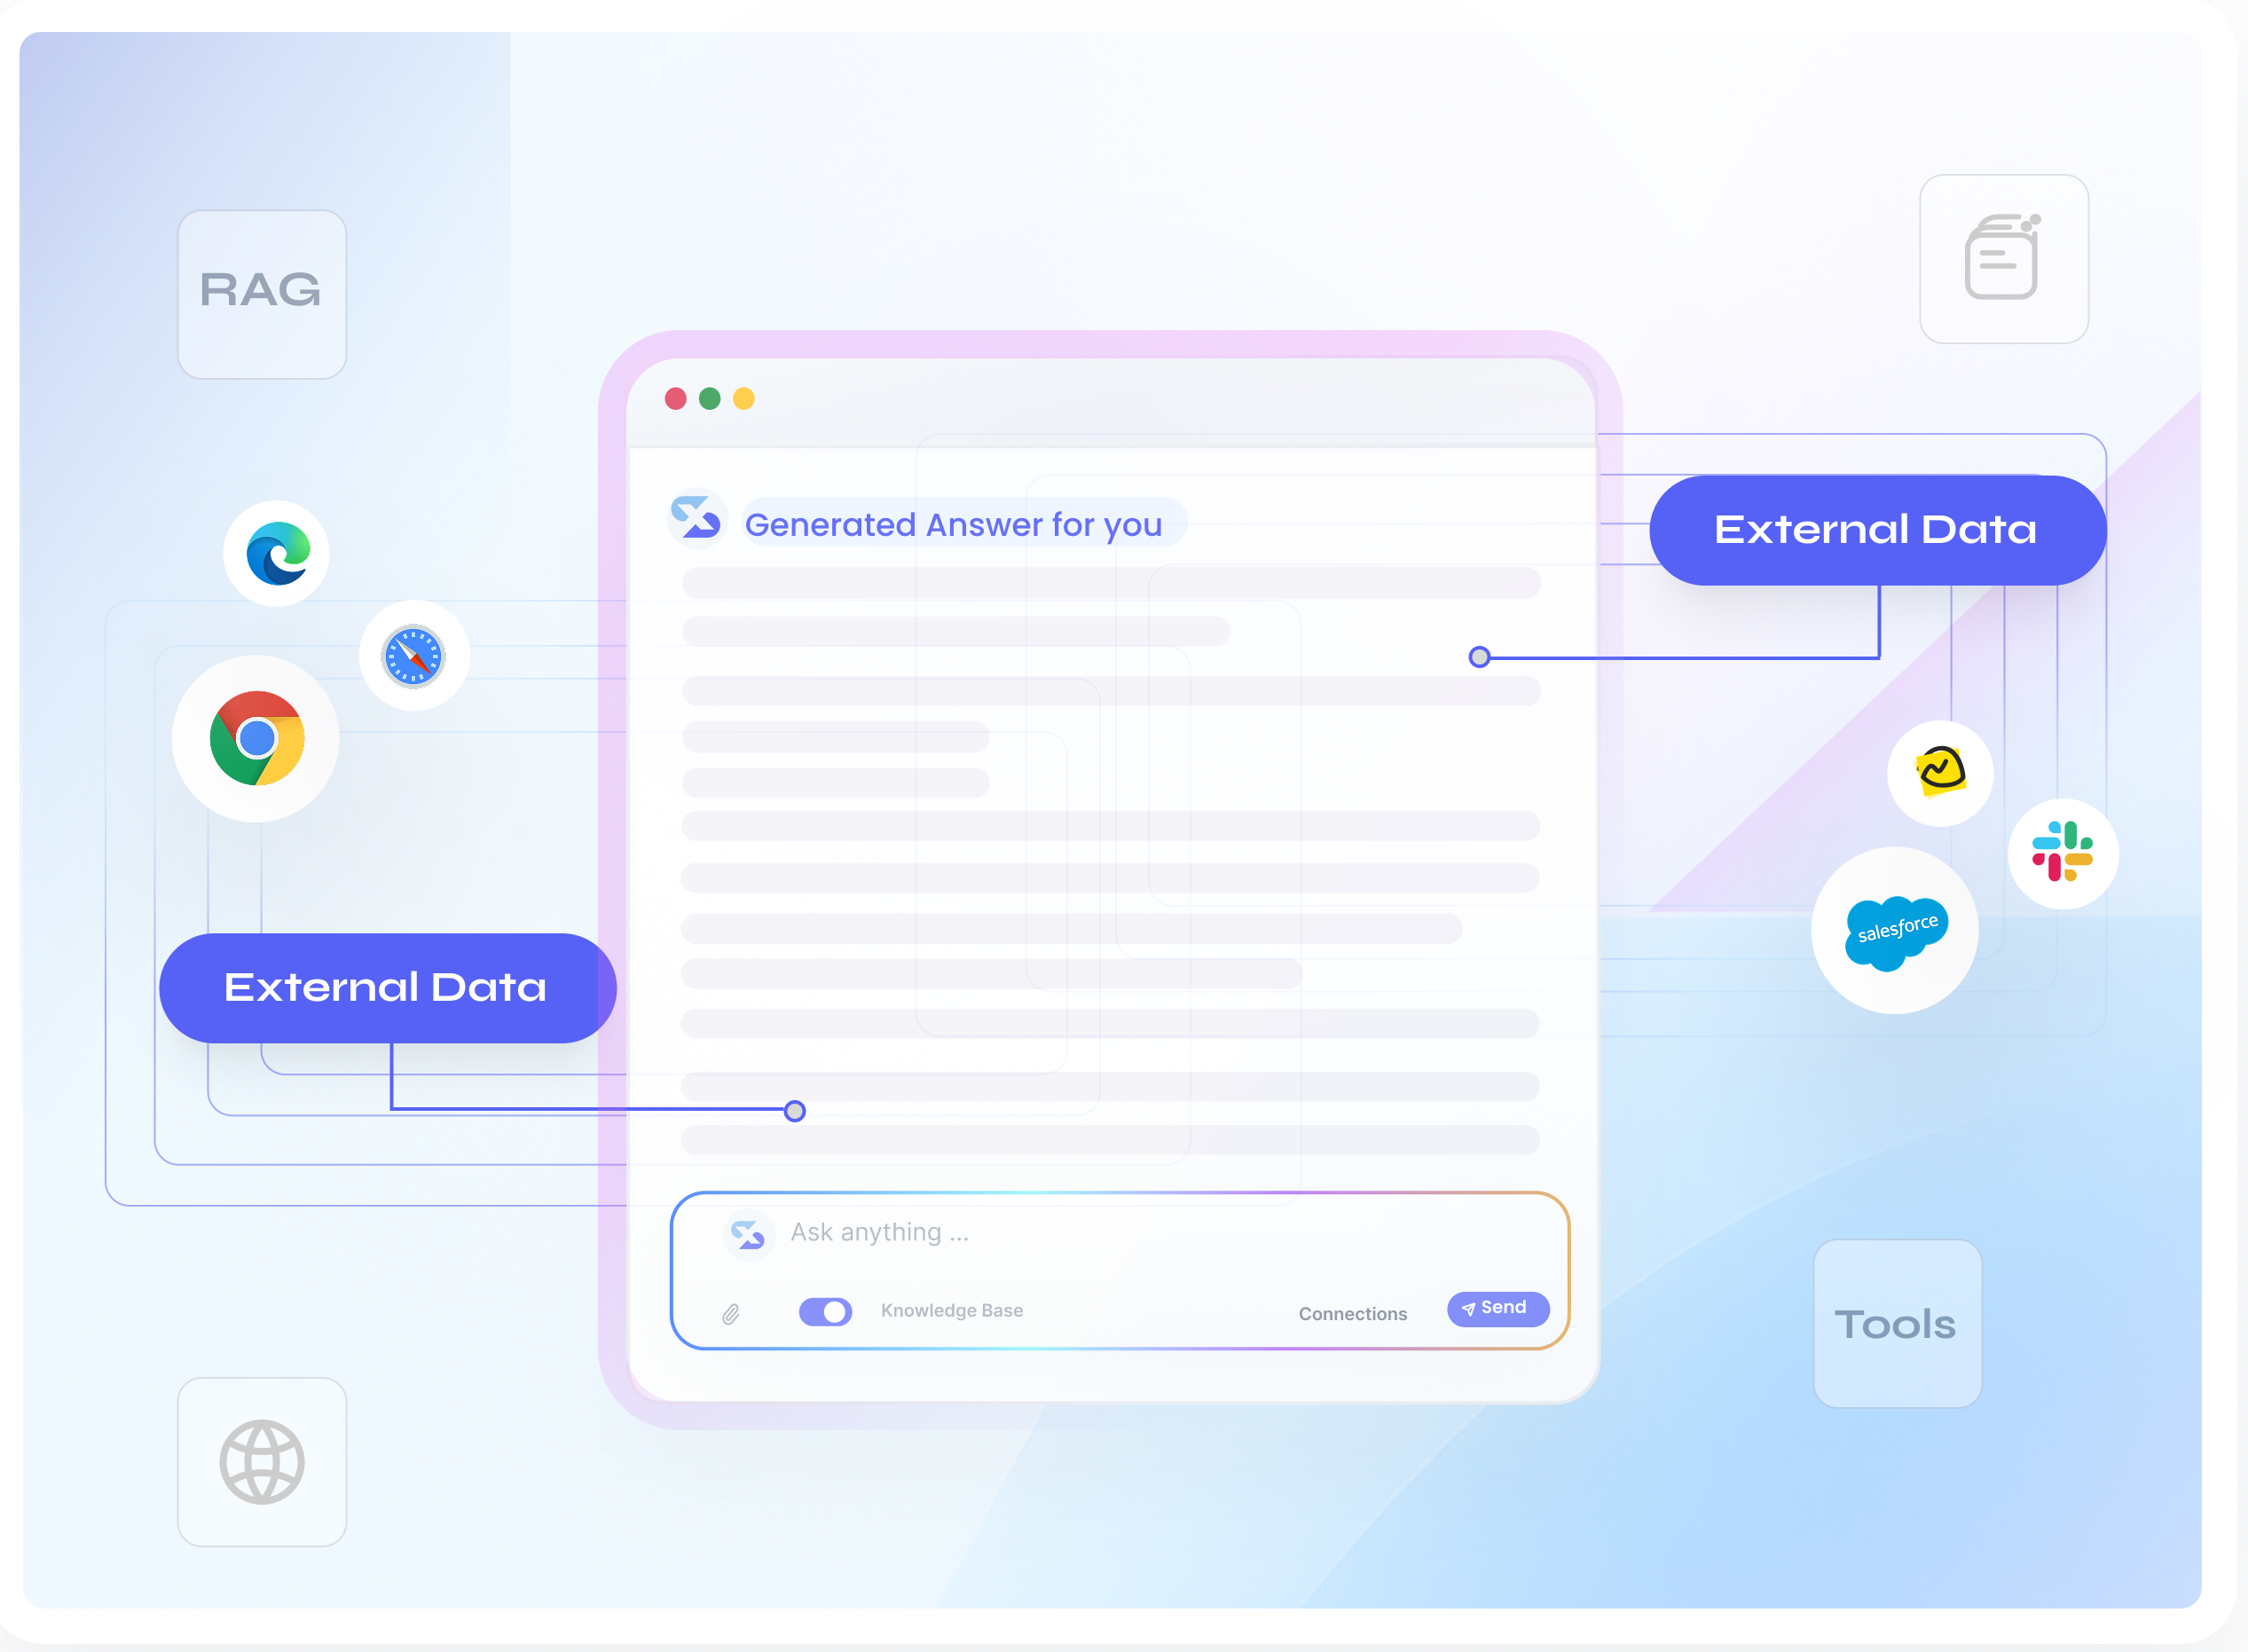 RAG
Generated Answer for you
External Data
salesforce
External Data
Ask anything ...
Knowledge Base
Connections
Send
Tools